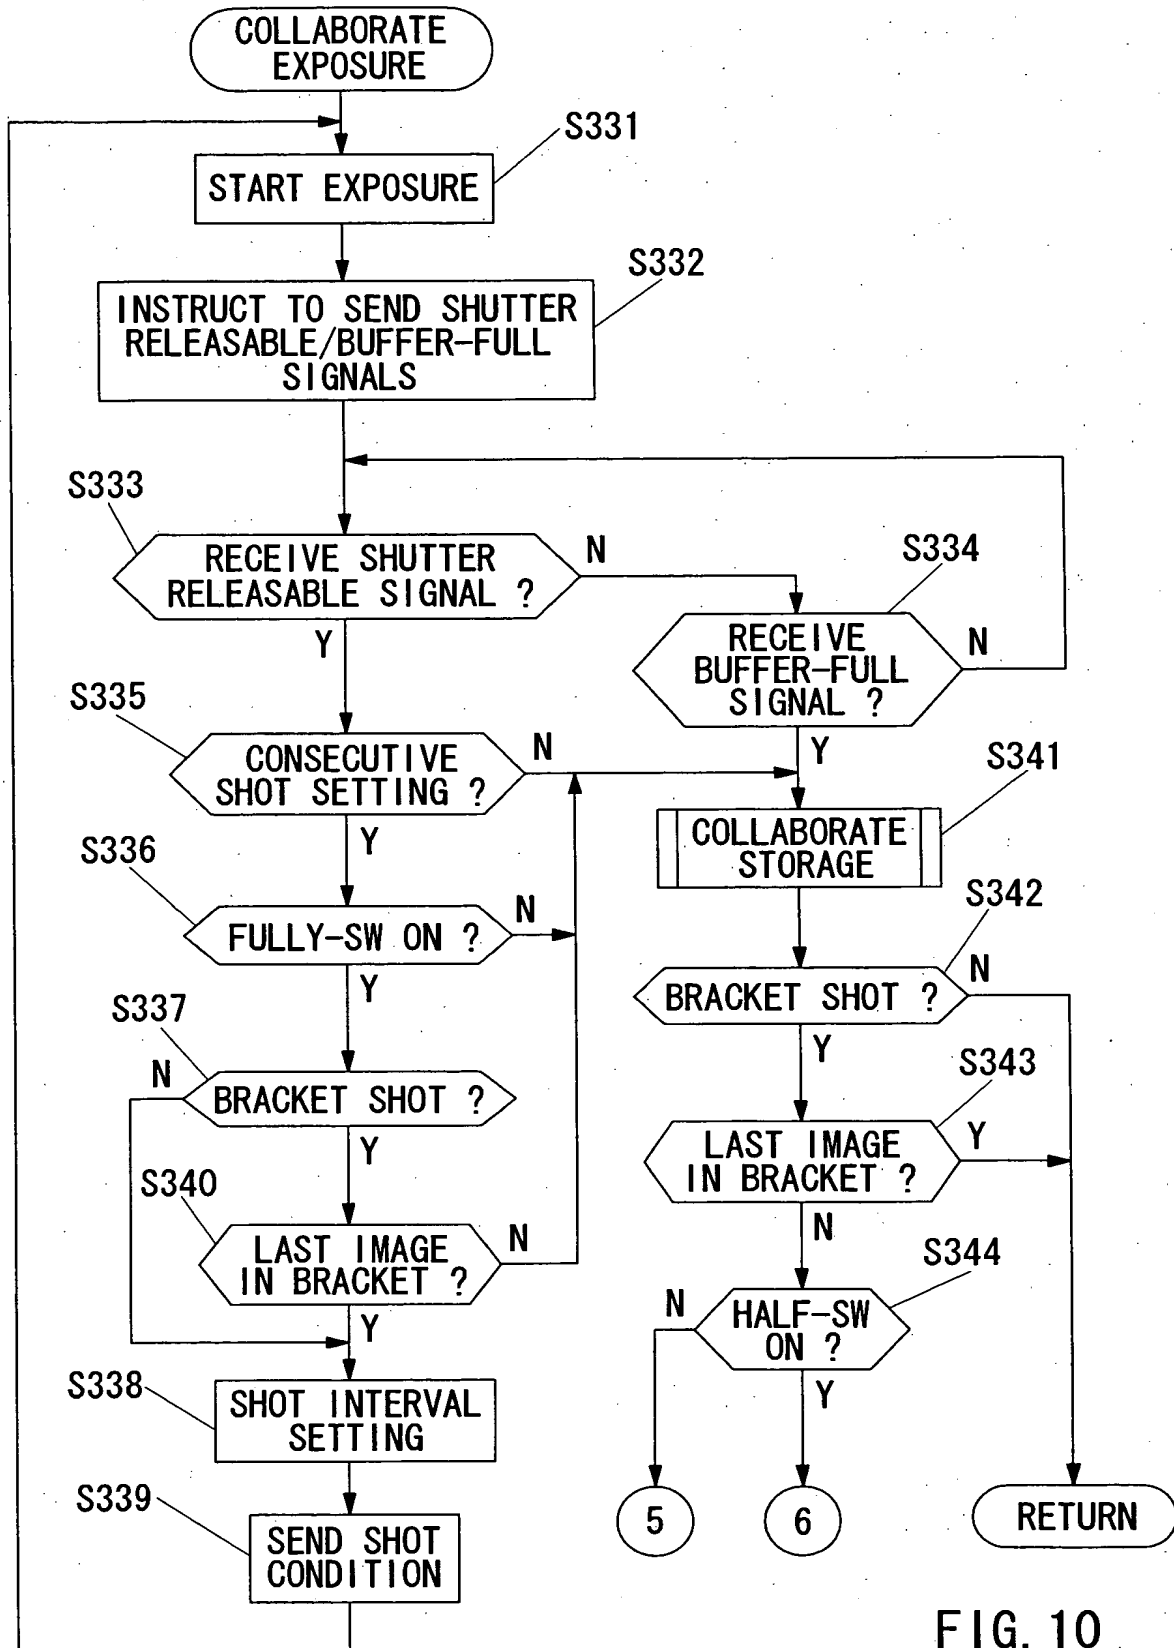 COLLABORATE
EXPOSURE
S331
START EXPOSURE
S332
INSTRUCT TO SEND SHUTTER
RELEASABLE/BUFFER-FULL
SIGNALS
S333
RECEIVE SHUTTER
RELEASABLE SIGNAL ?
N
Y
S334
RECEIVE
BUFFER-FULL
SIGNAL ?
N
Y
S335
CONSECUTIVE
SHOT SETTING ?
N
Y
S341
COLLABORATE
STORAGE
S336
FULLY-SW ON ?
N
Y
S342
BRACKET SHOT ?
N
Y
S337
N
BRACKET SHOT ?
Y
S343
LAST IMAGE
IN BRACKET ?
Y
N
S340
LAST IMAGE
IN BRACKET ?
N
Y
S344
N
HALF-SW
ON ?
Y
S338
SHOT INTERVAL
SETTING
S339
SEND SHOT
CONDITION
5
6
RETURN
FIG. 10